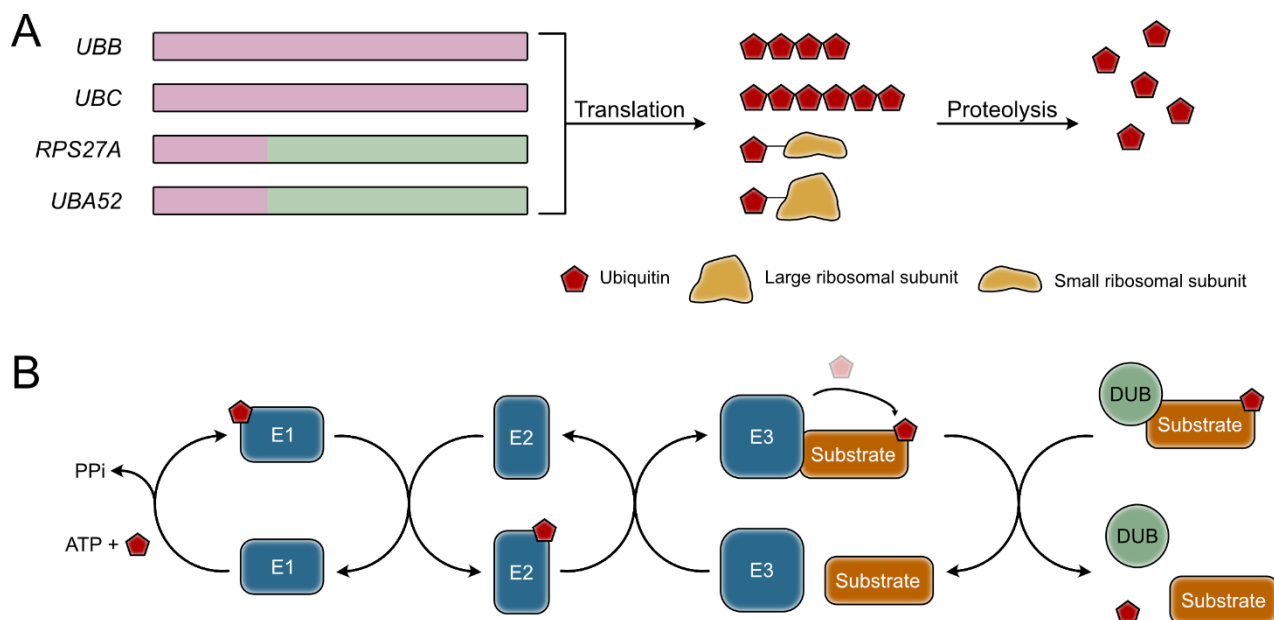 A
UBB
UBC
RPS27A
UBA52
Translation
Proteolysis
Ubiquitin
Large ribosomal subunit
Small ribosomal subunit
B
PPi
ATP +
E1
E1
E2
E2
E3
Substrate
E3
Substrate
DUB
Substrate
DUB
Substrate